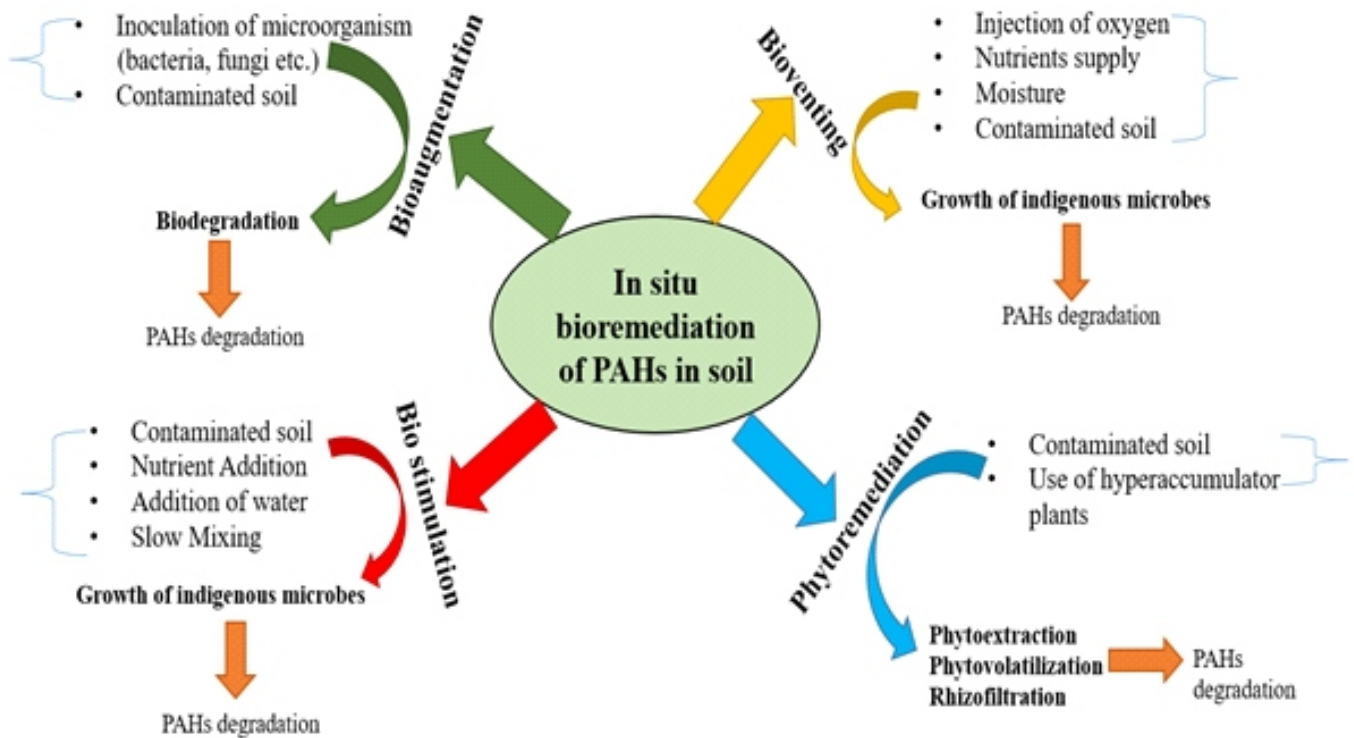 • Inoculation of microorganism
(bacteria, fungi etc.)
• Contaminated soil
Bioaugmentation
Biodegradation
PAHs degradation
Bioventing
• Injection of oxygen
• Nutrients supply
• Moisture
• Contaminated soil
Growth of indigenous microbes
PAHs degradation
In situ
bioremediation
of PAHs in soil
• Contaminated soil
• Nutrient Addition
• Addition of water
• Slow Mixing
Bio stimulation
Growth of indigenous microbes
PAHs degradation
Phytoremediation
• Contaminated soil
• Use of hyperaccumulator
plants
Phytoextraction
Phytovolatilization
Rhizofiltration
PAHs
degradation